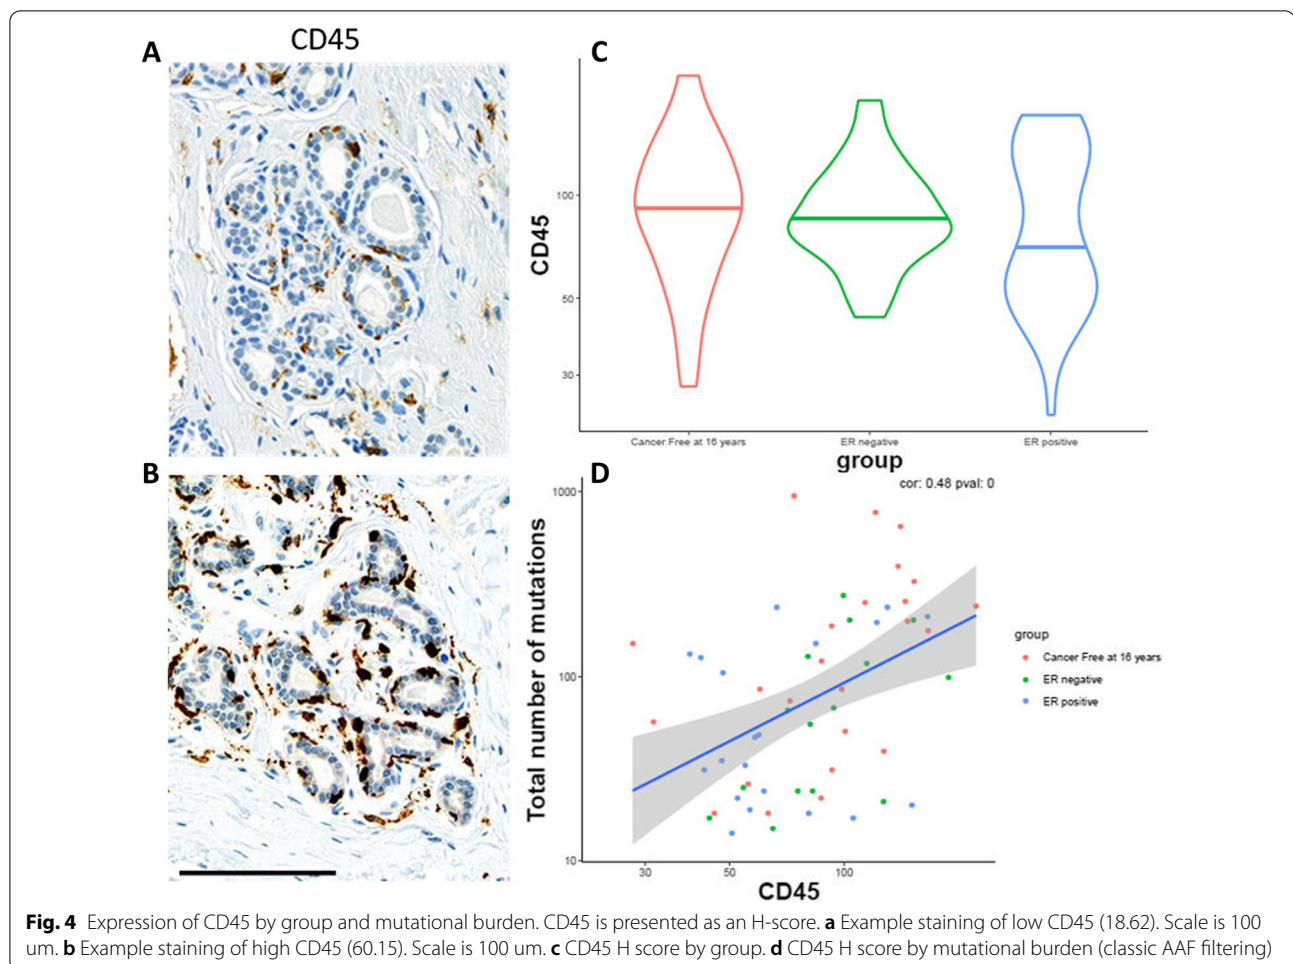 CD45
A
B
C
CD45
100
50
30
Cancer Free at 16 years
ER negative
ER positive
group
D
cor: 0.48 pval: 0
Total number of mutations
1000
100
10
30
50
100
CD45
group
Cancer Free at 16 years
ER negative
ER positive
Fig. 4 Expression of CD45 by group and mutational burden. CD45 is presented as an H-score. a Example staining of low CD45 (18.62). Scale is 100
um. b Example staining of high CD45 (60.15). Scale is 100 um. c CD45 H score by group. d CD45 H score by mutational burden (classic AAF filtering)